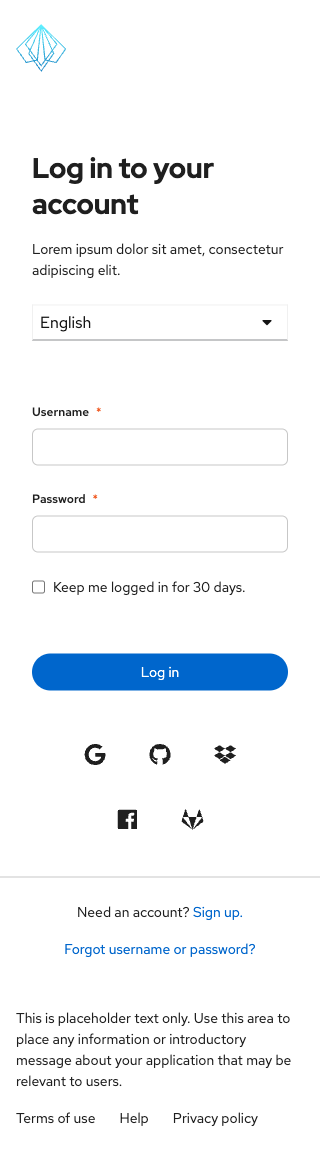 Log in to your
account
Lorem ipsum dolor sit amet, consectetur
adipiscing elit.
English
Username *
Password *
Keep me logged in for 30 days.
Log in
Need an account? Sign up.
Forgot username or password?
This is placeholder text only. Use this area to
place any information or introductory
message about your application that may be
relevant to users.
Terms of use Help Privacy policy